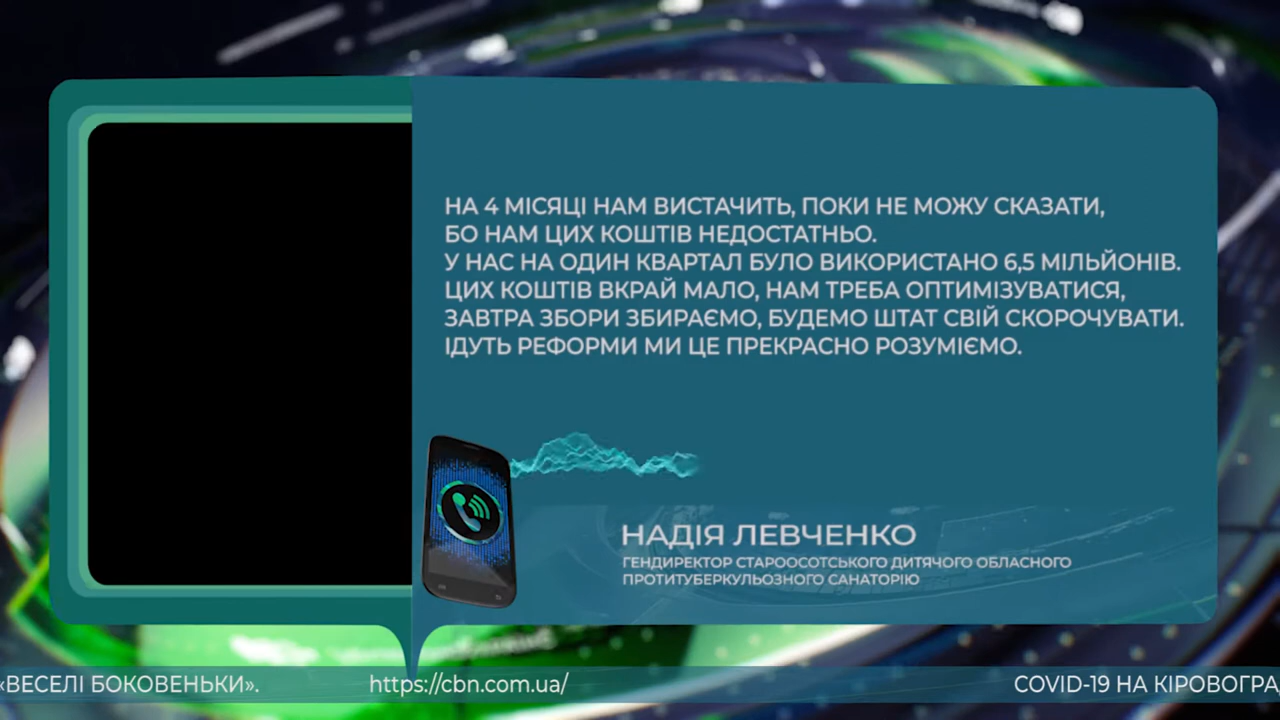 НА 4 МІСЯЦІ НАМ ВИСТАЧИТЬ, ПОКИ НЕ МОЖУ СКАЗАТИ,
БО НАМ ЦИХ КОШТІВ НЕДОСТАТНЬО.
У НАС НА ОДИН КВАРТАЛ БУЛО ВИКОРИСТАНО 6,5 МІЛЬЙОНІВ.
ЦИХ КОШТІВ ВКРАЙ МАЛО, НАМ ТРЕБА ОПТИМІЗУВАТИСЯ,
ЗАВТРА ЗБОРИ ЗБИРАЄМО, БУДЕМО ШТАТ СВІЙ СКОРОЧУВАТИ.
ІДУТЬ РЕФОРМИ МИ ЦЕ ПРЕКРАСНО РОЗУМІЄМО.
НАДІЯ ЛЕВЧЕНКО
ГЕНДИРЕКТОР СТАРООСОТСЬКОГО ДИТЯЧОГО ОБЛАСНОГО
ПРОТИТУБЕРКУЛЬОЗНОГО САНАТОРІЮ
«ВЕСЕЛІ БОКОВЕНЬКИ». https://cbn.com.ua/ COVID-19 НА КІРОВОГРА